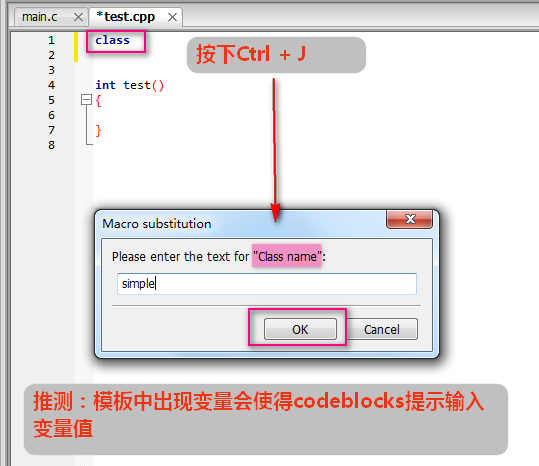 main.c
*test.cpp
1 class
2
3
4 int test()
5 {
6
7 }
8
按下Ctrl + J
Macro substitution
Please enter the text for "Class name":
simple
OK Cancel
推测：模板中出现变量会使得codeblocks提示输入
变量值